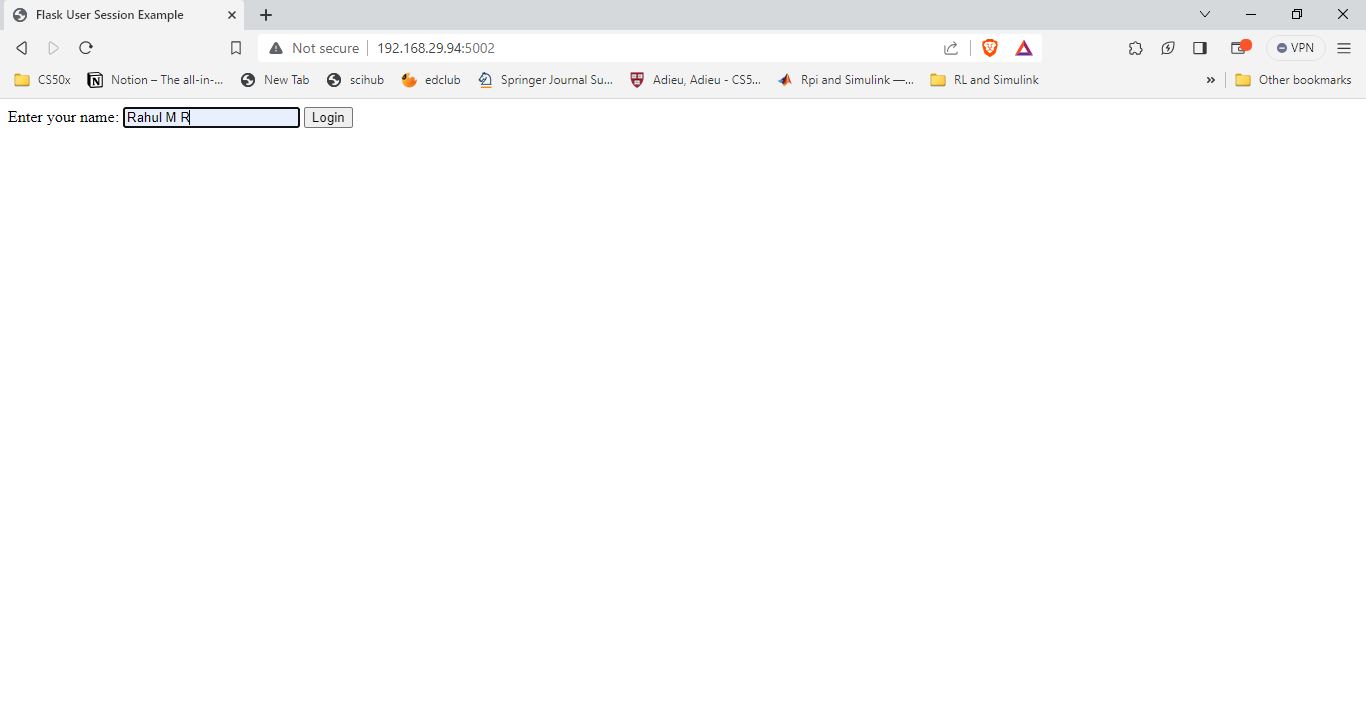 Flask User Session Example
Not secure 192.168.29.94:5002 VPN
CS50x Notion – The all-in-... New Tab scihub edclub Springer Journal Su... Adieu, Adieu - CS5... Rpi and Simulink —... RL and Simulink » Other bookmarks
Enter your name: Rahul M R Login